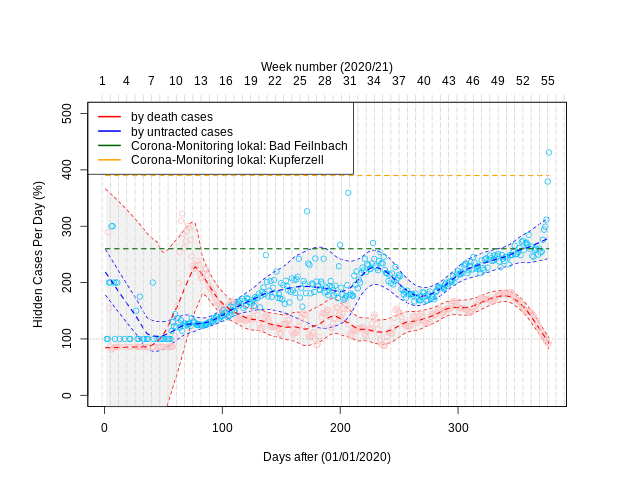 Week number (2020/21)
1 4 7 10 13 16 19 22 25 28 31 34 37 40 43 46 49 52 55
by death cases
by untracted cases
Corona-Monitoring lokal: Bad Feilnbach
Corona-Monitoring lokal: Kupferzell
Hidden Cases Per Day (%)
500
400
300
200
100
0
0 100 200 300
Days after (01/01/2020)